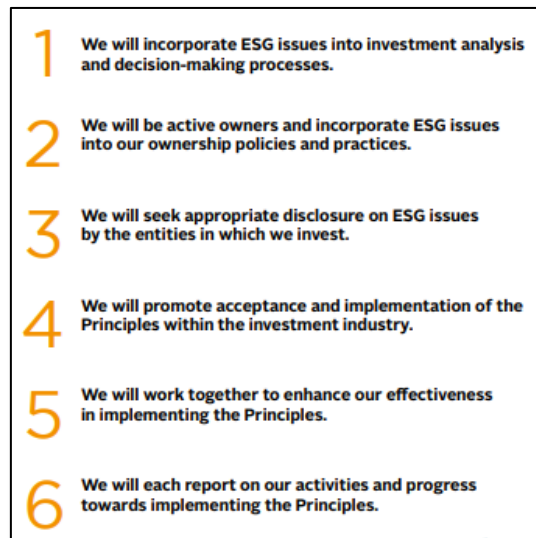 1 We will incorporate ESG issues into investment analysis
and decision-making processes.
2 We will be active owners and incorporate ESG issues
into our ownership policies and practices.
3 We will seek appropriate disclosure on ESG issues
by the entities in which we invest.
4 We will promote acceptance and implementation of the
Principles within the investment industry.
5 We will work together to enhance our effectiveness
in implementing the Principles.
6 We will each report on our activities and progress
towards implementing the Principles.